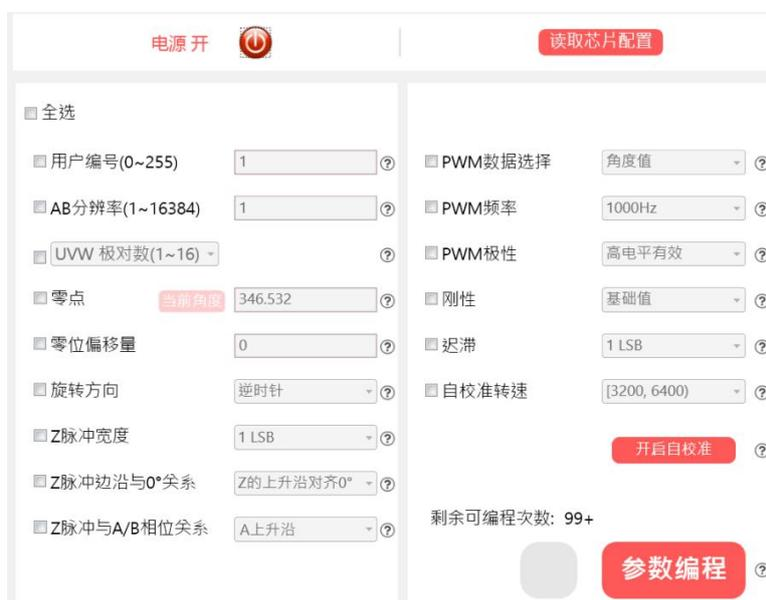 电源 开
读取芯片配置
全选
用户编号(0~255)
1
?
AB分辨率(1~16384)
1
?
UVW 极对数(1~16)
?
零点
当前角度
346.532
?
零位偏移量
0
?
旋转方向
逆时针
?
Z脉冲宽度
1 LSB
?
Z脉冲边沿与0°关系
Z的上升沿对齐0°
?
Z脉冲与A/B相位关系
A上升沿
?
PWM数据选择
角度值
?
PWM频率
1000Hz
?
PWM极性
高电平有效
?
刚性
基础值
?
迟滞
1 LSB
?
自校准转速
[3200, 6400)
?
开启自校准
?
剩余可编程次数: 99+
参数编程
?